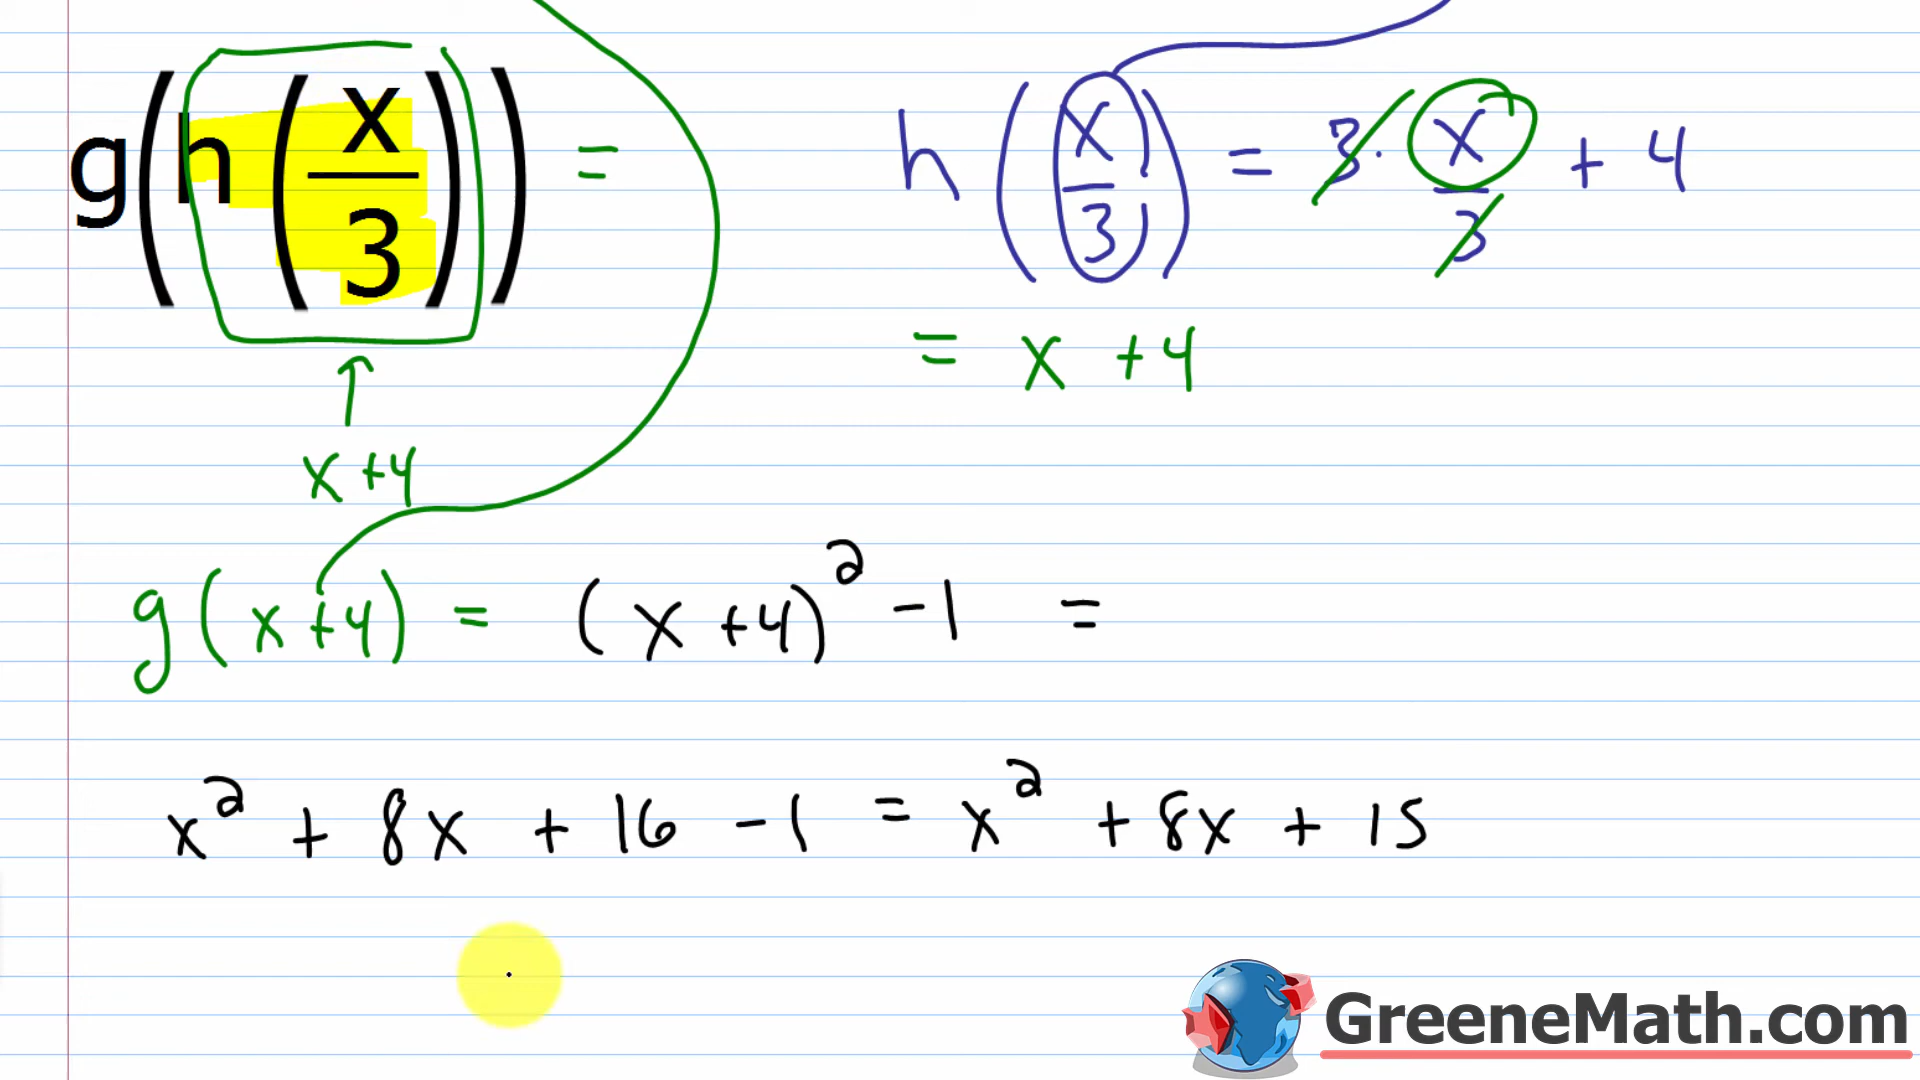 g(h(x/3)) =
h(x/3) = 3 · x/3 + 4
= x + 4
↑
x + 4
g(x+4) = (x+4)² - 1 =
x² + 8x + 16 - 1 = x² + 8x + 15
GreeneMath.com